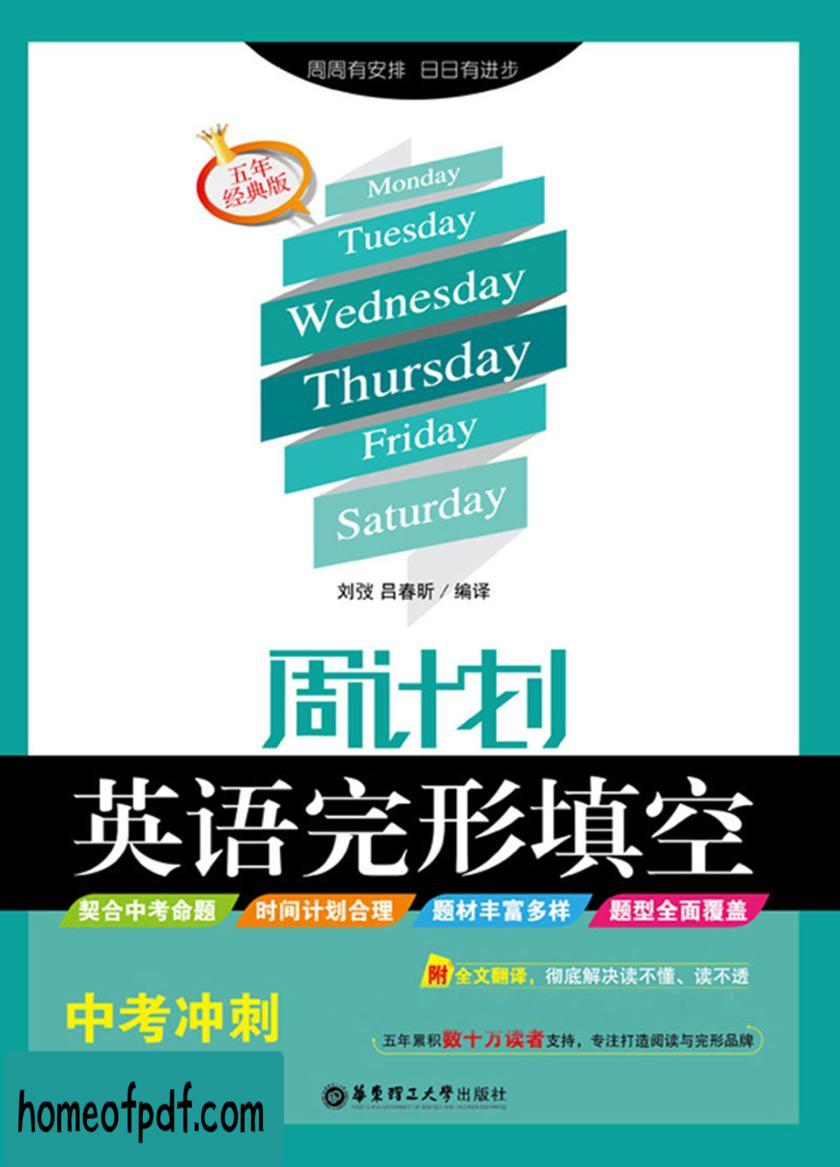 周周有安排 日日有进步
五年
经典版
Monday
Tuesday
Wednesday
Thursday
Friday
Saturday
刘弢 吕春昕 / 编译
周计划
英语完形填空
契合中考命题 时间计划合理 题材丰富多样 题型全面覆盖
附 全文翻译，彻底解决读不懂、读不透
中考冲刺
五年累积数十万读者支持，专注打造阅读与完形品牌
华东理工大学出版社
homeofpdf.com